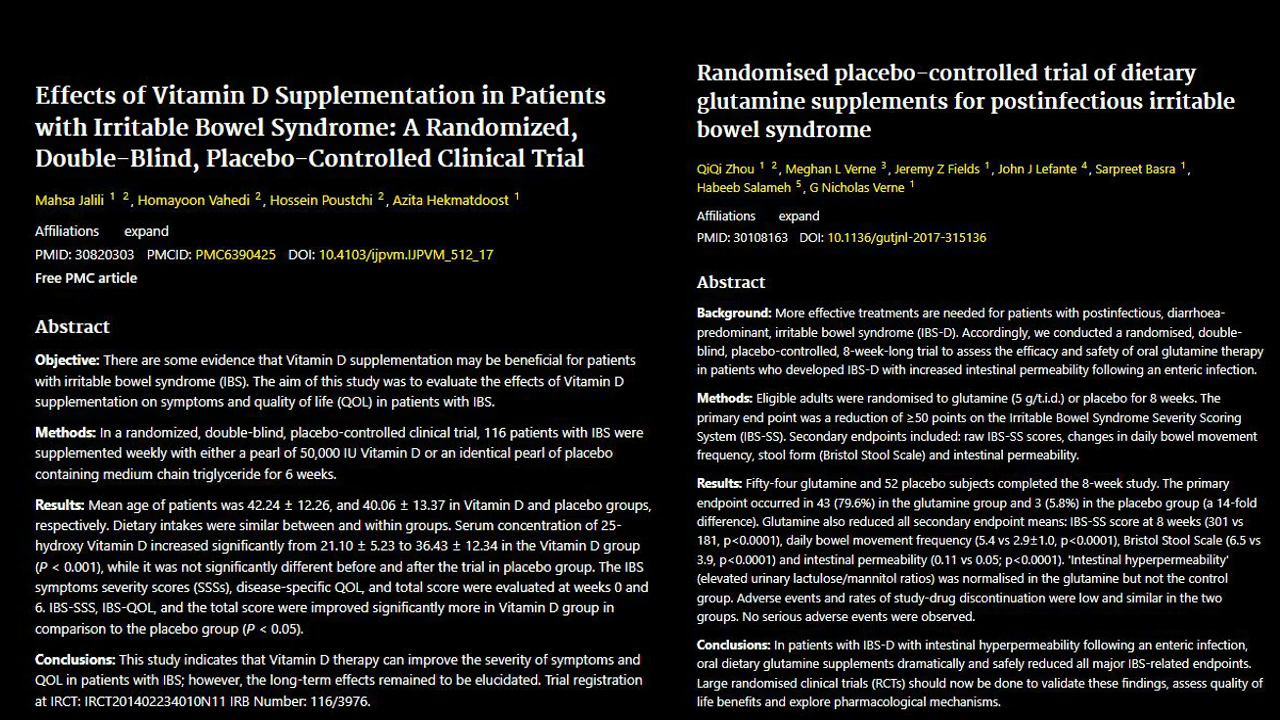 Effects of Vitamin D Supplementation in Patients
with Irritable Bowel Syndrome: A Randomized,
Double-Blind, Placebo-Controlled Clinical Trial
Mahsa Jalili 1 2, Homayoon Vahedi 2, Hossein Poustchi 2, Azita Hekmatdoost 1
Affiliations expand
PMID: 30820303 PMCID: PMC6390425 DOI: 10.4103/ijpvm.IJPVM_512_17
Free PMC article
Abstract
Objective: There are some evidence that Vitamin D supplementation may be beneficial for patients
with irritable bowel syndrome (IBS). The aim of this study was to evaluate the effects of Vitamin D
supplementation on symptoms and quality of life (QOL) in patients with IBS.
Methods: In a randomized, double-blind, placebo-controlled clinical trial, 116 patients with IBS were
supplemented weekly with either a pearl of 50,000 IU Vitamin D or an identical pearl of placebo
containing medium chain triglyceride for 6 weeks.
Results: Mean age of patients was 42.24 ± 12.26, and 40.06 ± 13.37 in Vitamin D and placebo groups,
respectively. Dietary intakes were similar between and within groups. Serum concentration of 25-
hydroxy Vitamin D increased significantly from 21.10 ± 5.23 to 36.43 ± 12.34 in the Vitamin D group
(P < 0.001), while it was not significantly different before and after the trial in placebo group. The IBS
symptoms severity scores (SSSs), disease-specific QOL, and total score were evaluated at weeks 0 and
6. IBS-SSS, IBS-QOL, and the total score were improved significantly more in Vitamin D group in
comparison to the placebo group (P < 0.05).
Conclusions: This study indicates that Vitamin D therapy can improve the severity of symptoms and
QOL in patients with IBS; however, the long-term effects remained to be elucidated. Trial registration
at IRCT: IRCT201402234010N11 IRB Number: 116/3976.
Randomised placebo-controlled trial of dietary
glutamine supplements for postinfectious irritable
bowel syndrome
QiQi Zhou 1 2, Meghan L Verne 3, Jeremy Z Fields 1, John J Lefante 4, Sarpreet Basra 1,
Habeeb Salameh 5, G Nicholas Verne 1
Affiliations expand
PMID: 30108163 DOI: 10.1136/gutjnl-2017-315136
Abstract
Background: More effective treatments are needed for patients with postinfectious, diarrhoea-
predominant, irritable bowel syndrome (IBS-D). Accordingly, we conducted a randomised, double-
blind, placebo-controlled, 8-week-long trial to assess the efficacy and safety of oral glutamine therapy
in patients who developed IBS-D with increased intestinal permeability following an enteric infection.
Methods: Eligible adults were randomised to glutamine (5 g/t.i.d.) or placebo for 8 weeks. The
primary end point was a reduction of ≥50 points on the Irritable Bowel Syndrome Severity Scoring
System (IBS-SS). Secondary endpoints included: raw IBS-SS scores, changes in daily bowel movement
frequency, stool form (Bristol Stool Scale) and intestinal permeability.
Results: Fifty-four glutamine and 52 placebo subjects completed the 8-week study. The primary
endpoint occurred in 43 (79.6%) in the glutamine group and 3 (5.8%) in the placebo group (a 14-fold
difference). Glutamine also reduced all secondary endpoint means: IBS-SS score at 8 weeks (301 vs
181, p<0.0001), daily bowel movement frequency (5.4 vs 2.9±1.0, p<0.0001), Bristol Stool Scale (6.5 vs
3.9, p<0.0001) and intestinal permeability (0.11 vs 0.05; p<0.0001). 'Intestinal hyperpermeability'
(elevated urinary lactulose/mannitol ratios) was normalised in the glutamine but not the control
group. Adverse events and rates of study-drug discontinuation were low and similar in the two
groups. No serious adverse events were observed.
Conclusions: In patients with IBS-D with intestinal hyperpermeability following an enteric infection,
oral dietary glutamine supplements dramatically and safely reduced all major IBS-related endpoints.
Large randomised clinical trials (RCTs) should now be done to validate these findings, assess quality of
life benefits and explore pharmacological mechanisms.